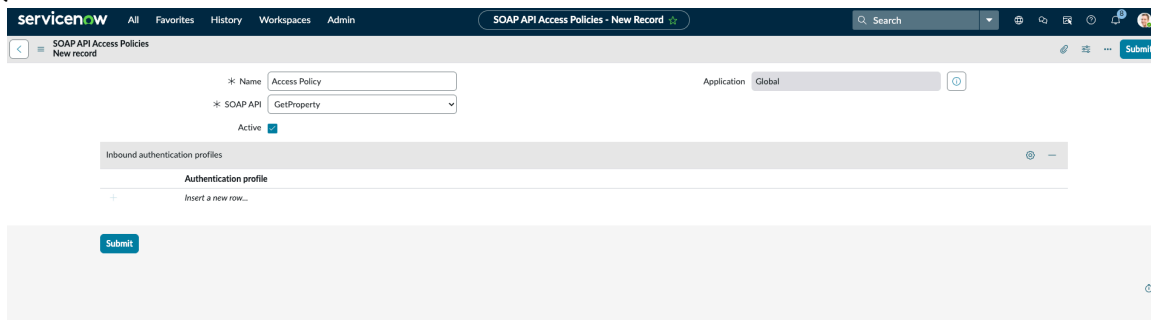 servicenow All Favorites History Workspaces Admin SOAP API Access Policies - New Record Search 8
SOAP API Access Policies
New record
Submit
Name Access Policy
Application Global
SOAP API GetProperty
Active
Inbound authentication profiles
Authentication profile
Insert a new row...
Submit